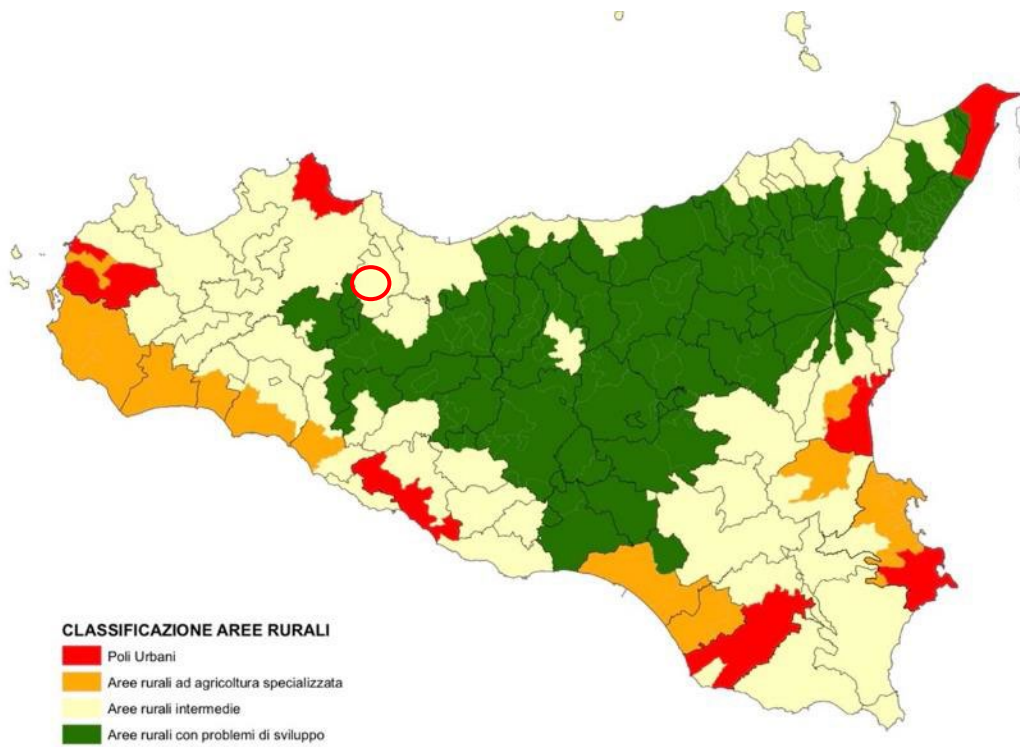 CLASSIFICAZIONE AREE RURALI
Poli Urbani
Aree rurali ad agricoltura specializzata
Aree rurali intermedie
Aree rurali con problemi di sviluppo